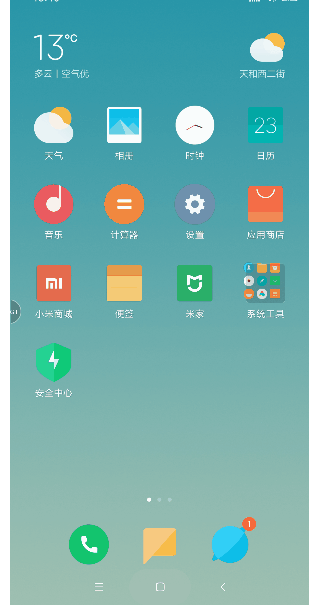 13℃
多云 | 空气优
天和西二街
天气
相册
时钟
23
日历
音乐
计算器
设置
应用商店
mi
小米商城
便签
米家
系统工具
安全中心
1